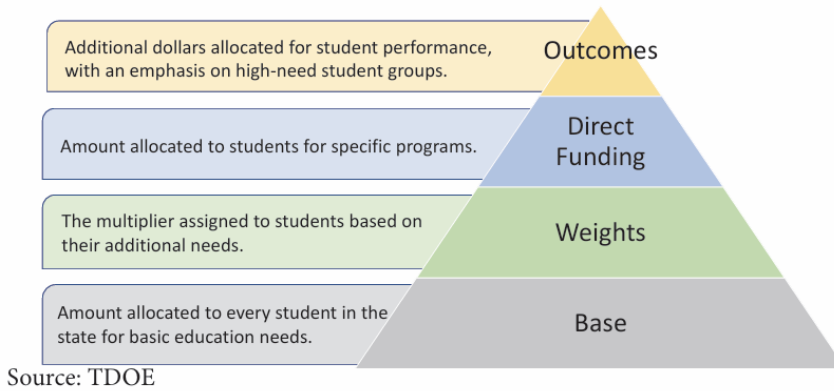 Additional dollars allocated for student performance,
with an emphasis on high-need student groups.
Outcomes
Amount allocated to students for specific programs.
Direct
Funding
The multiplier assigned to students based on
their additional needs.
Weights
Amount allocated to every student in the
state for basic education needs.
Base
Source: TDOE